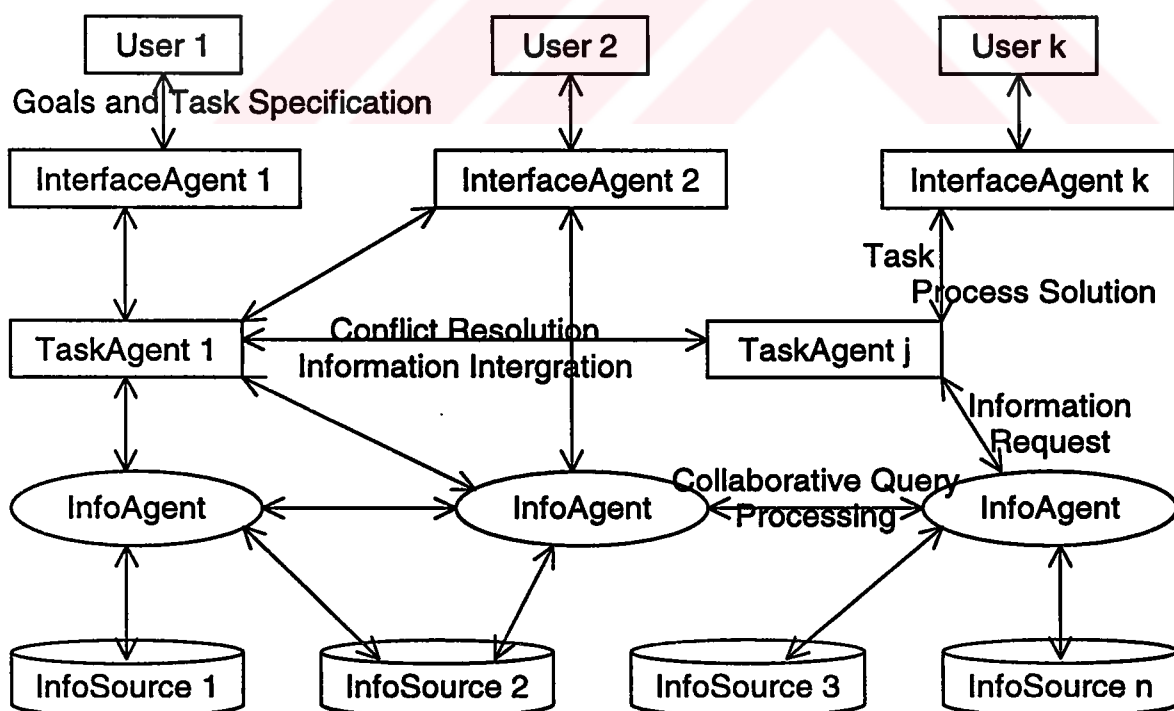 User 1
User 2
User k
Goals and Task Specification
InterfaceAgent 1
InterfaceAgent 2
InterfaceAgent k
Task
Process Solution
TaskAgent 1
Conflict Resolution
Information Intergration
TaskAgent j
Information
Request
InfoAgent
InfoAgent
Collaborative Query
Processing
InfoAgent
InfoSource 1
InfoSource 2
InfoSource 3
InfoSource n